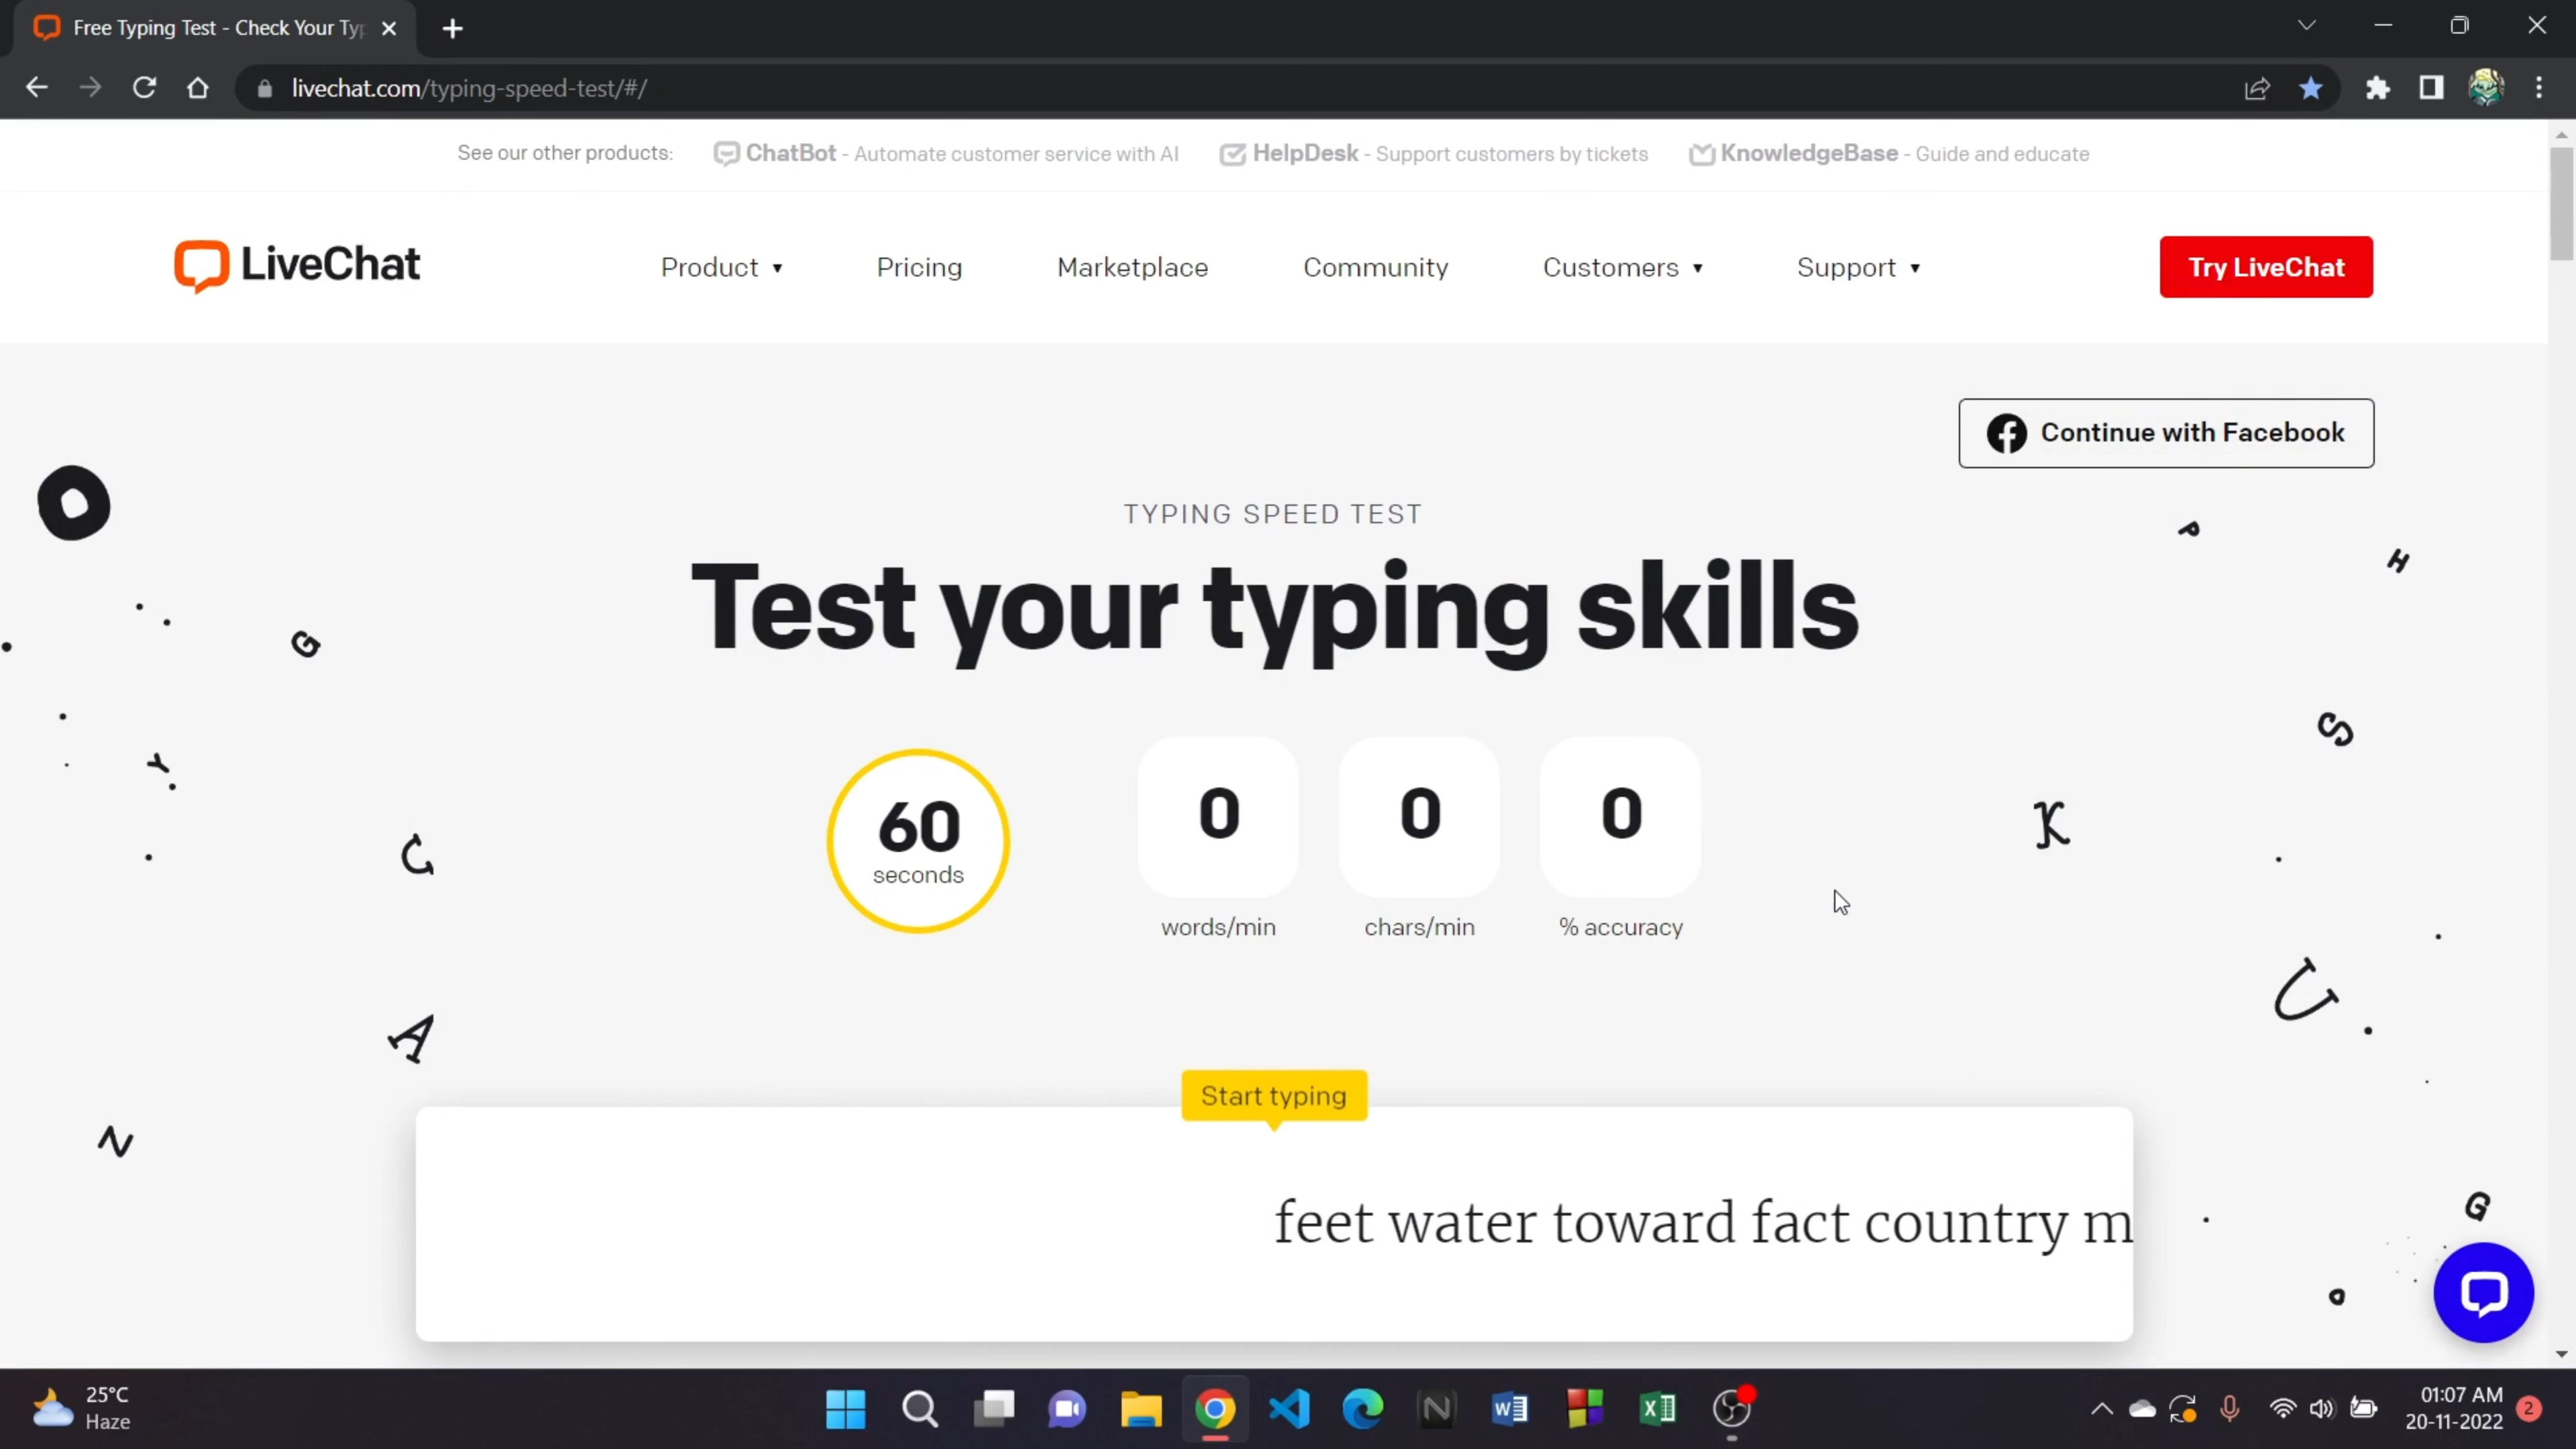 Free Typing Test - Check Your Typ
livechat.com/typing-speed-test/#/
See our other products: ChatBot - Automate customer service with AI HelpDesk - Support customers by tickets KnowledgeBase - Guide and educate
LiveChat Product Pricing Marketplace Community Customers Support Try LiveChat
Continue with Facebook
TYPING SPEED TEST
Test your typing skills
60 0 0 0
seconds
words/min chars/min % accuracy
O
P
H
G
S
Y
K
C
U
A
N
G
O
Start typing
feet water toward fact country m
25°C
Haze
N
W
X
01:07 AM
20-11-2022
2